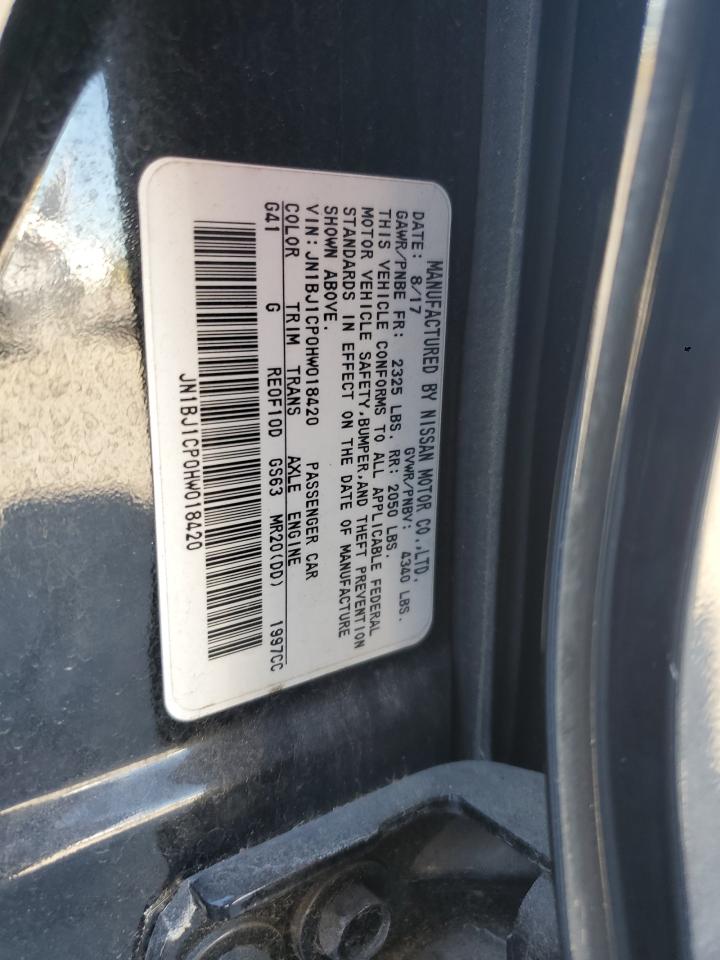 MANUFACTURED BY NISSAN MOTOR CO.,LTD.
DATE: 8/17 GVWR/PNBV: 4340 LBS.
GAWR/PNBE FR: 2325 LBS. RR: 2050 LBS.
THIS VEHICLE CONFORMS TO ALL APPLICABLE FEDERAL
MOTOR VEHICLE SAFETY,BUMPER,AND THEFT PREVENTION
STANDARDS IN EFFECT ON THE DATE OF MANUFACTURE
SHOWN ABOVE.
VIN: JN1BJ1CP0HW018420 PASSENGER CAR
COLOR TRIM TRANS AXLE ENGINE
G41 G RE0F10D GS63 MR20(DD) 1997CC
JN1BJ1CP0HW018420